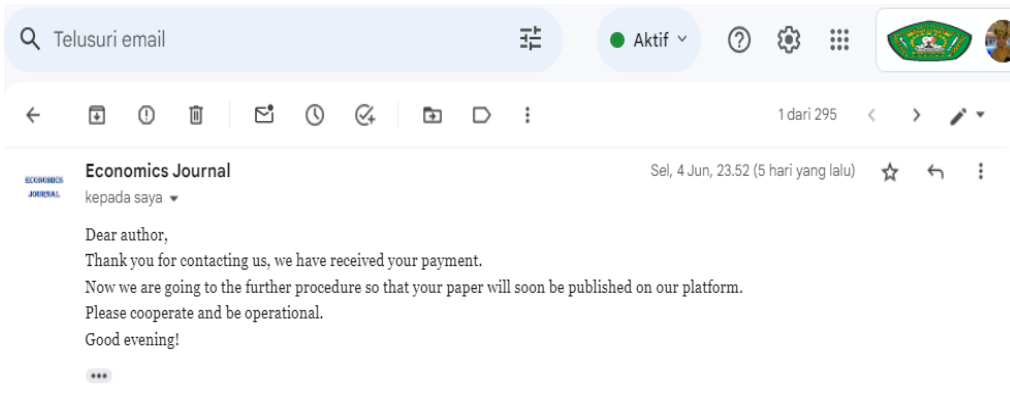 Telusuri email
Aktif
1 dari 295
ECONOMICS
JOURNAL
Economics Journal
Sel, 4 Jun, 23.52 (5 hari yang lalu)
kepada saya
Dear author,
Thank you for contacting us, we have received your payment.
Now we are going to the further procedure so that your paper will soon be published on our platform.
Please cooperate and be operational.
Good evening!